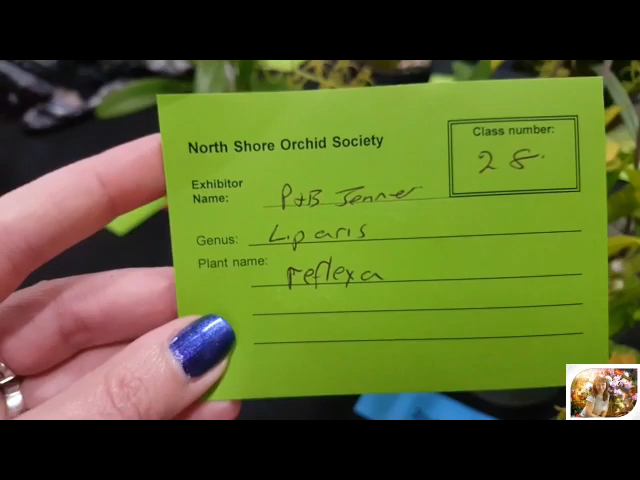 North Shore Orchid Society
Class number:
28.
Exhibitor
Name: P+B Jenner
Genus: Liparis
Plant name: reflexa